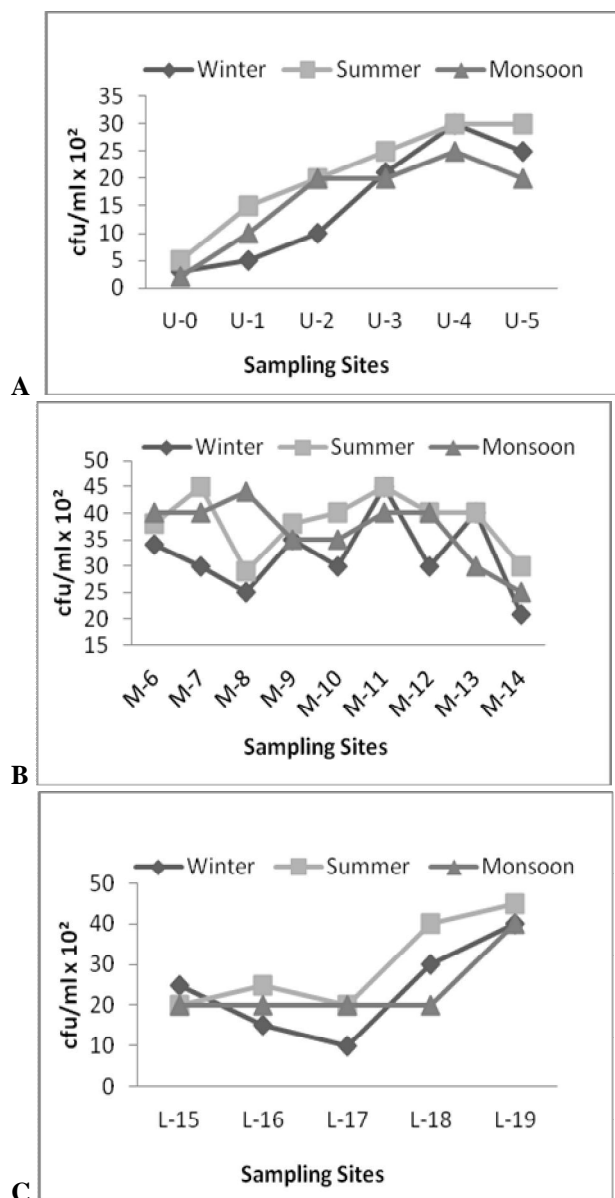 Winter Summer Monsoon
35
30
25
20
15
10
5
0
cfu/ml x 10²
U-0 U-1 U-2 U-3 U-4 U-5
Sampling Sites
A
Winter Summer Monsoon
50
45
40
35
30
25
20
15
cfu/ml x 10²
M-6 M-7 M-8 M-9 M-10 M-11 M-12 M-13 M-14
Sampling Sites
B
Winter Summer Monsoon
50
40
30
20
10
0
cfu/ml x 10²
L-15 L-16 L-17 L-18 L-19
Sampling Sites
C